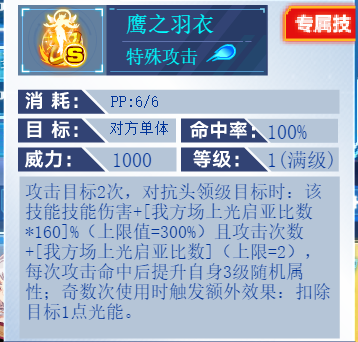 鹰之羽衣
专属技
特殊攻击
S
消耗：PP:6/6
目标：对方单体 命中率：100%
威力：1000 等级：1(满级)
攻击目标2次，对抗头领级目标时：该
技能技能伤害+[我方场上光启亚比数
*160]%（上限值=300%）且攻击次数
+[我方场上光启亚比数]（上限=2），
每次攻击命中后提升自身3级随机属
性；奇数次使用时触发额外效果：扣除
目标1点光能。